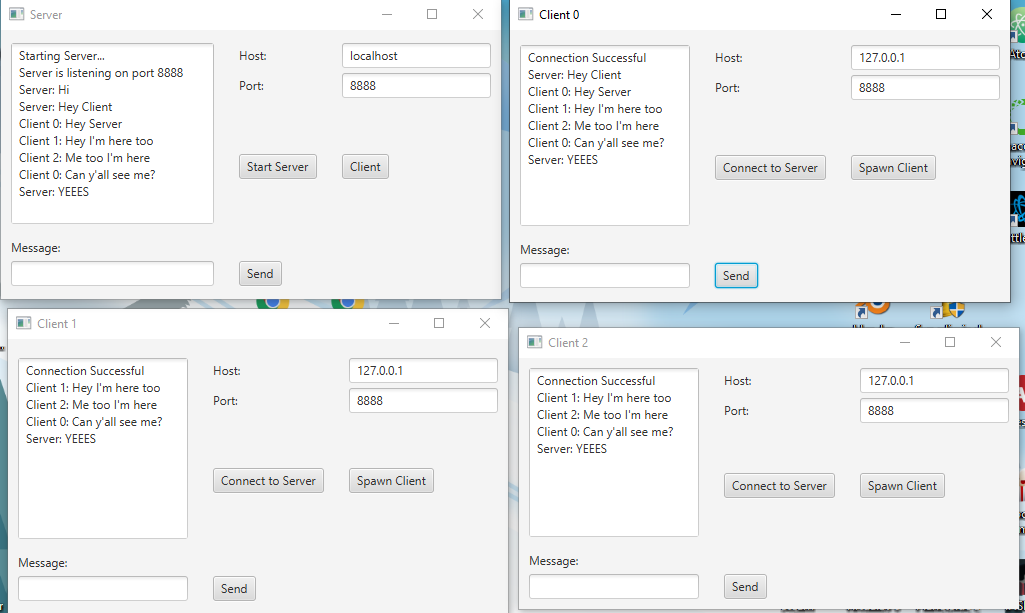 Server
Starting Server...
Server is listening on port 8888
Server: Hi
Server: Hey Client
Client 0: Hey Server
Client 1: Hey I'm here too
Client 2: Me too I'm here
Client 0: Can y'all see me?
Server: YEEES
Host:
localhost
Port:
8888
Start Server
Client
Message:
Send
Client 0
Connection Successful
Server: Hey Client
Client 0: Hey Server
Client 1: Hey I'm here too
Client 2: Me too I'm here
Client 0: Can y'all see me?
Server: YEEES
Host:
127.0.0.1
Port:
8888
Connect to Server
Spawn Client
Message:
Send
Client 1
Connection Successful
Client 1: Hey I'm here too
Client 2: Me too I'm here
Client 0: Can y'all see me?
Server: YEEES
Host:
127.0.0.1
Port:
8888
Connect to Server
Spawn Client
Message:
Send
Client 2
Connection Successful
Client 1: Hey I'm here too
Client 2: Me too I'm here
Client 0: Can y'all see me?
Server: YEEES
Host:
127.0.0.1
Port:
8888
Connect to Server
Spawn Client
Message:
Send